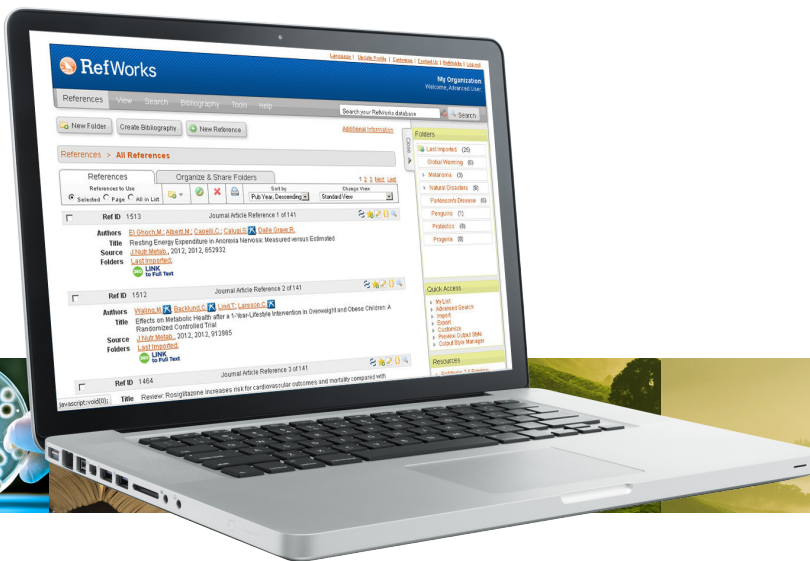 Language | Update Profile | Customize | Contact Us | RefMobile | Log out
RefWorks
My Organization
Welcome, Advanced User.
References View Search Bibliography Tools Help
Search your RefWorks database Search
New Folder Create Bibliography New Reference
Additional Information
References > All References
References Organize & Share Folders
1 2 3 Next Last
References to Use
Selected Page All in List
Sort by
Pub Year, Descending
Change View
Standard View
Ref ID 1513 Journal Article Reference 1 of 141
Authors El Ghoch,M.; Alberti,M.; Capelli,C.; Calugi,S.; Dalle Grave,R.
Title Resting Energy Expenditure in Anorexia Nervosa: Measured versus Estimated
Source J.Nutr.Metab., 2012, 2012, 652932
Folders Last Imported;
360 LINK
to Full Text
Ref ID 1512 Journal Article Reference 2 of 141
Authors Waling,M.; Backlund,C.; Lind,T.; Larsson,C.
Title Effects on Metabolic Health after a 1-Year-Lifestyle Intervention in Overweight and Obese Children: A
Randomized Controlled Trial
Source J.Nutr.Metab., 2012, 2012, 913965
Folders Last Imported;
360 LINK
to Full Text
Ref ID 1464 Journal Article Reference 3 of 141
javascript:void(0);
Title Review: Rosiglitazone increases risk for cardiovascular outcomes and mortality compared with
Close
Folders
Last Imported (25)
Global Warming (6)
Melanoma (3)
Natural Disasters (9)
Parkinson's Disease (6)
Penguins (1)
Probiotics (8)
Progeria (8)
Quick Access
My List
Advanced Search
Import
Export
Customize
Preview Output Style
Output Style Manager
Resources